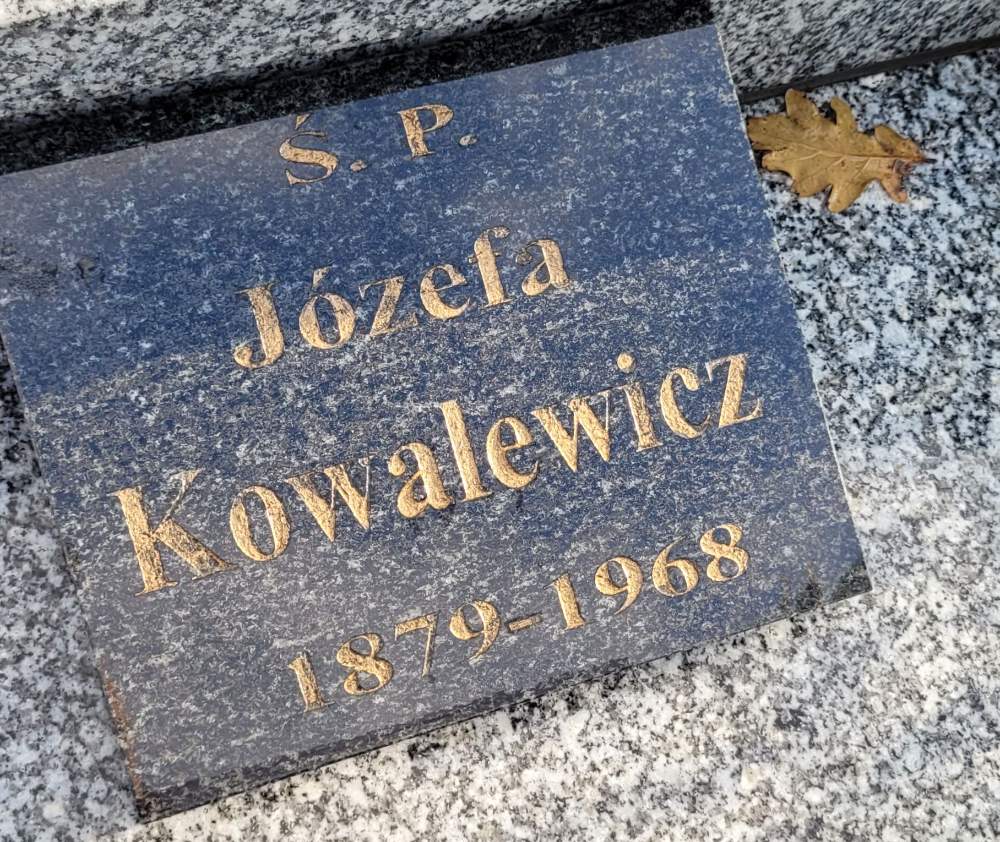 Ś. P.
Józefa
Kowalewicz
1879-1968